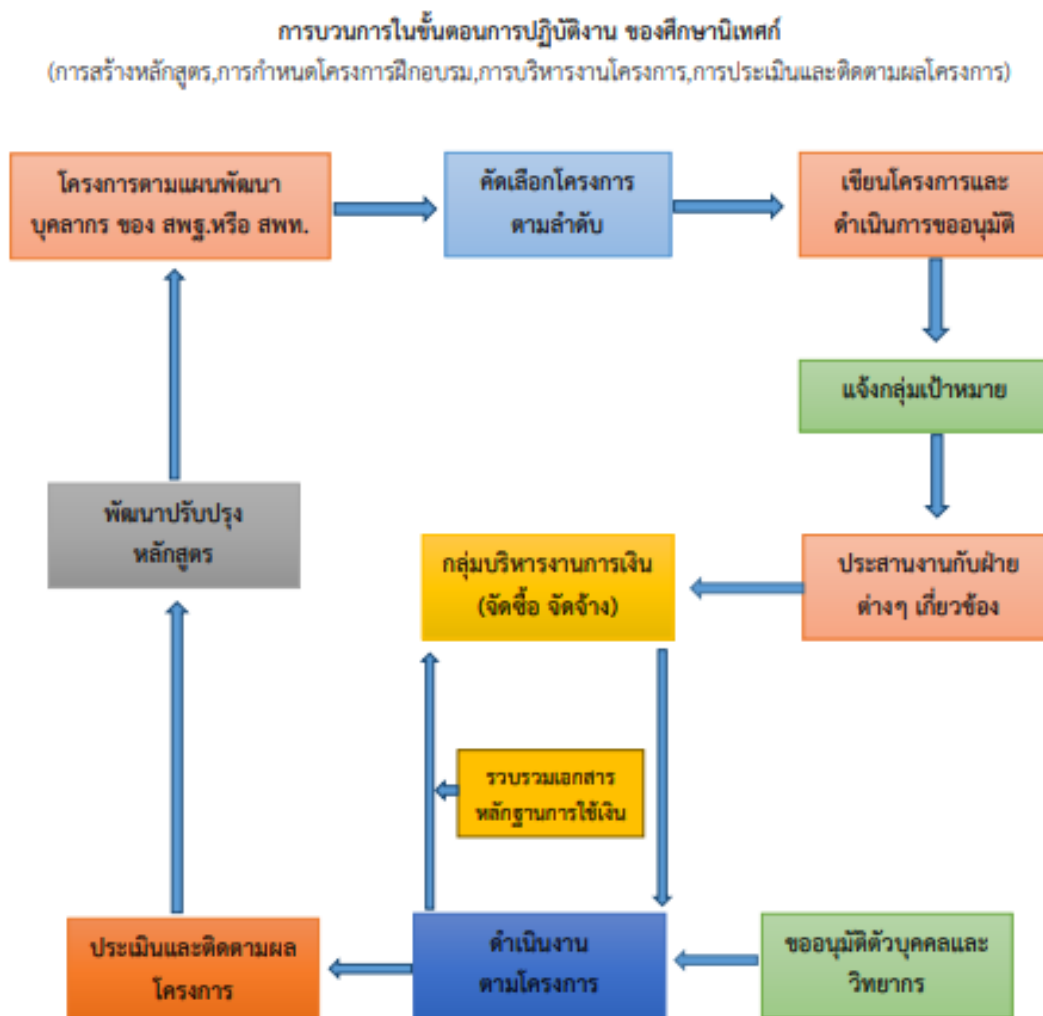 การบวนการในขั้นตอนการปฏิบัติงาน ของศึกษานิเทศก์
(การสร้างหลักสูตร,การกำหนดโครงการฝึกอบรม,การบริหารงานโครงการ,การประเมินและติดตามผลโครงการ)
โครงการตามแผนพัฒนา
บุคลากร ของ สพฐ.หรือ สพท.
คัดเลือกโครงการ
ตามลำดับ
เขียนโครงการและ
ดำเนินการขออนุมัติ
แจ้งกลุ่มเป้าหมาย
ประสานงานกับฝ่าย
ต่างๆ เกี่ยวข้อง
กลุ่มบริหารงานการเงิน
(จัดซื้อ จัดจ้าง)
พัฒนาปรับปรุง
หลักสูตร
รวบรวมเอกสาร
หลักฐานการใช้เงิน
ประเมินและติดตามผล
โครงการ
ดำเนินงาน
ตามโครงการ
ขออนุมัติตัวบุคคลและ
วิทยากร